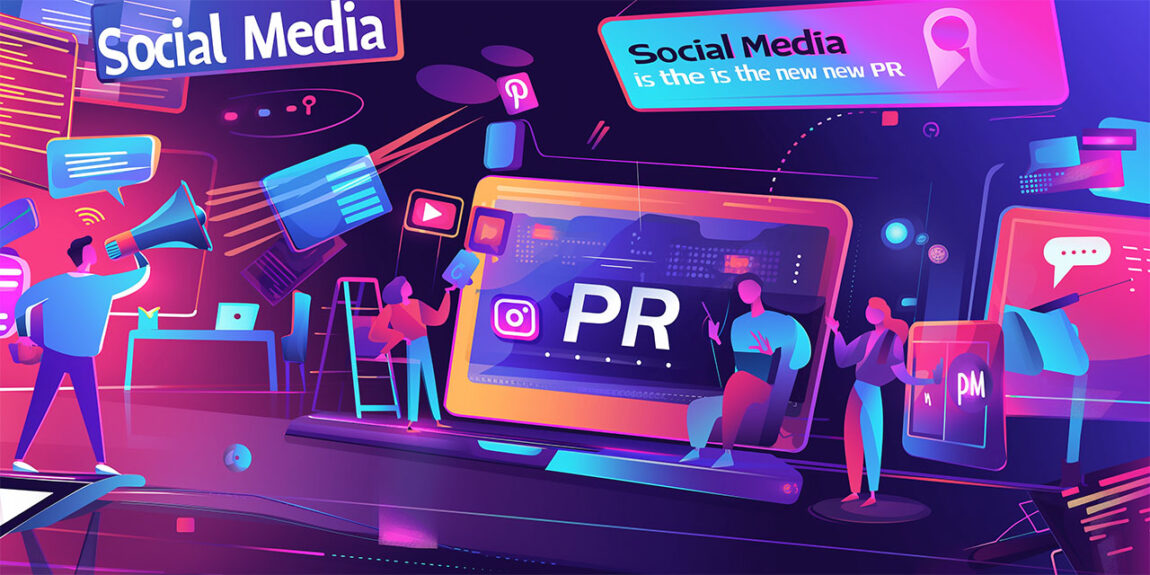 Social Media
Social Media
is the is the new new PR
PR
n
PM